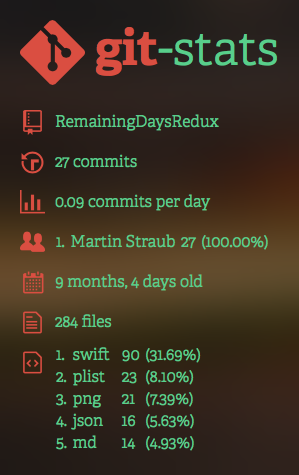 git-stats
RemainingDaysRedux
27 commits
0.09 commits per day
1. Martin Straub 27 (100.00%)
9 months, 4 days old
284 files
1. swift 90 (31.69%)
2. plist 23 (8.10%)
3. png 21 (7.39%)
4. json 16 (5.63%)
5. md 14 (4.93%)